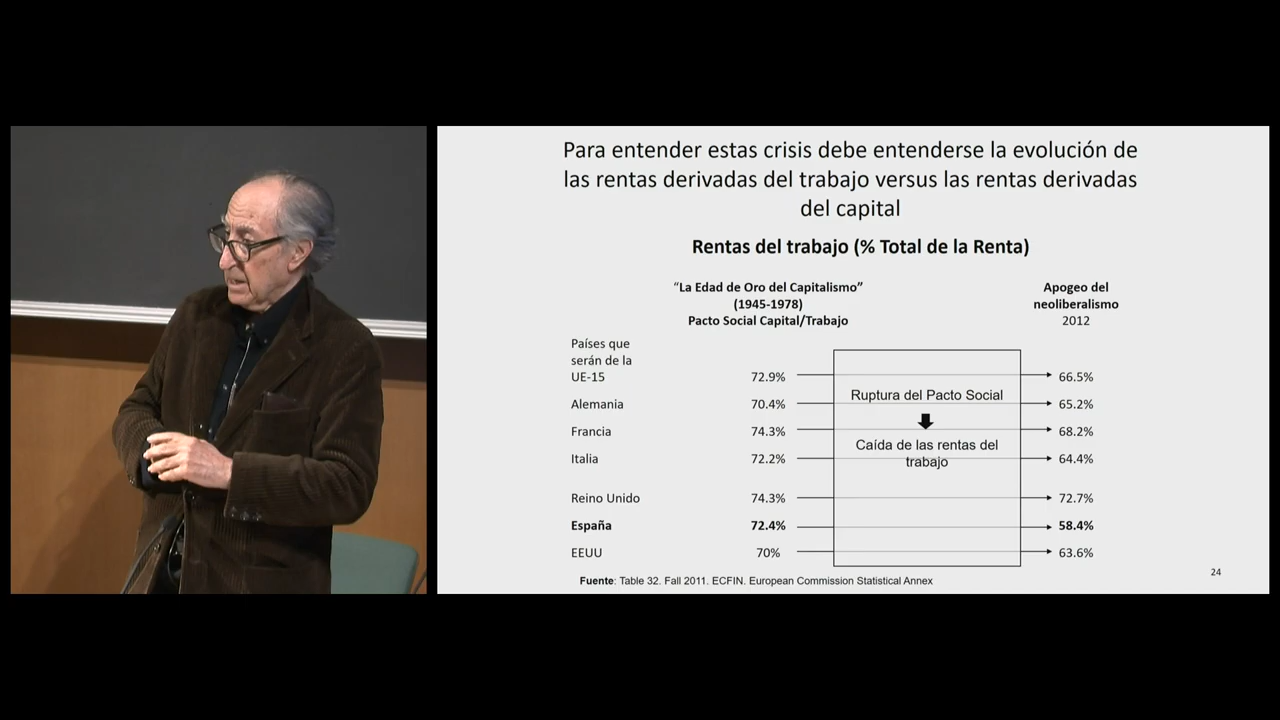 Para entender estas crisis debe entenderse la evolución de
las rentas derivadas del trabajo versus las rentas derivadas
del capital
Rentas del trabajo (% Total de la Renta)
“La Edad de Oro del Capitalismo”
(1945-1978)
Pacto Social Capital/Trabajo
Apogeo del
neoliberalismo
2012
Países que
serán de la
UE-15 72.9% 66.5%
Alemania 70.4% 65.2%
Francia 74.3% 68.2%
Italia 72.2% 64.4%
Reino Unido 74.3% 72.7%
España 72.4% 58.4%
EEUU 70% 63.6%
Ruptura del Pacto Social
Caída de las rentas del
trabajo
Fuente: Table 32. Fall 2011. ECFIN. European Commission Statistical Annex
24